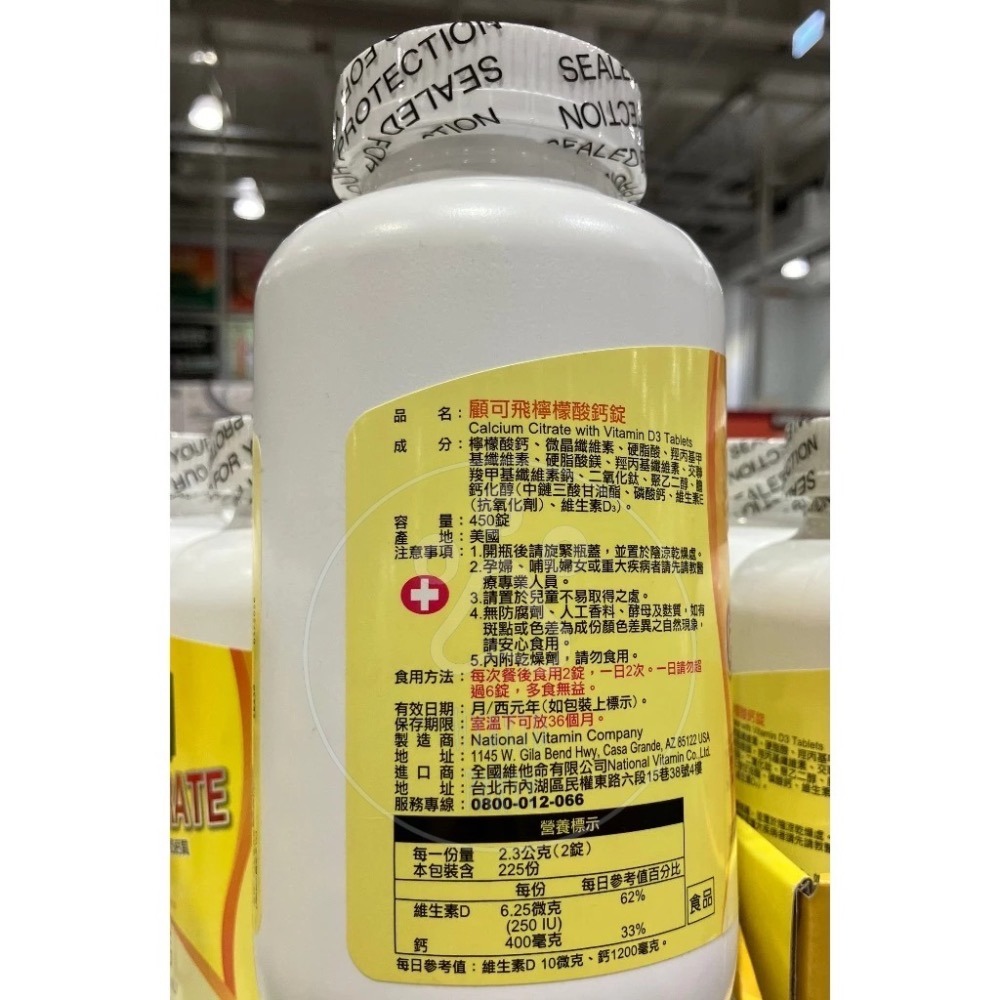 PROTECTION
SEALED FOR
SEALED
SEALED
品 名：顧可飛檸檬酸鈣錠
Calcium Citrate with Vitamin D3 Tablets
成 分：檸檬酸鈣、微晶纖維素、硬脂酸、羥丙基甲
基纖維素、硬脂酸鎂、羥丙基纖維素、交聯
羧甲基纖維素鈉、二氧化鈦、聚乙二醇、膽
鈣化醇(中鏈三酸甘油酯、磷酸鈣、維生素E
(抗氧化劑)、維生素D₃)。
容 量：450錠
產 地：美國
注意事項：1.開瓶後請旋緊瓶蓋，並置於陰涼乾燥處。
2.孕婦、哺乳婦女或重大疾病者請先請教醫
療專業人員。
3.請置於兒童不易取得之處。
4.無防腐劑、人工香料、酵母及麩質，如有
斑點或色差為成份顏色差異之自然現象，
請安心食用。
5.內附乾燥劑，請勿食用。
食用方法：每次餐後食用2錠，一日2次。一日請勿超
過6錠，多食無益。
有效日期：月/西元年(如包裝上標示)。
保存期限：室溫下可放36個月。
製 造 商：National Vitamin Company
地 址：1145 W. Gila Bend Hwy, Casa Grande, AZ 85122 USA
進 口 商：全國維他命有限公司National Vitamin Co., Ltd.
地 址：台北市內湖區民權東路六段15巷38號4樓
服務專線：0800-012-066
營養標示
每一份量 2.3公克(2錠)
本包裝含 225份
每份 每日參考值百分比
維生素D 6.25微克 62%
(250 IU)
鈣 400毫克 33%
每日參考值：維生素D 10微克、鈣1200毫克。
食品
ATE